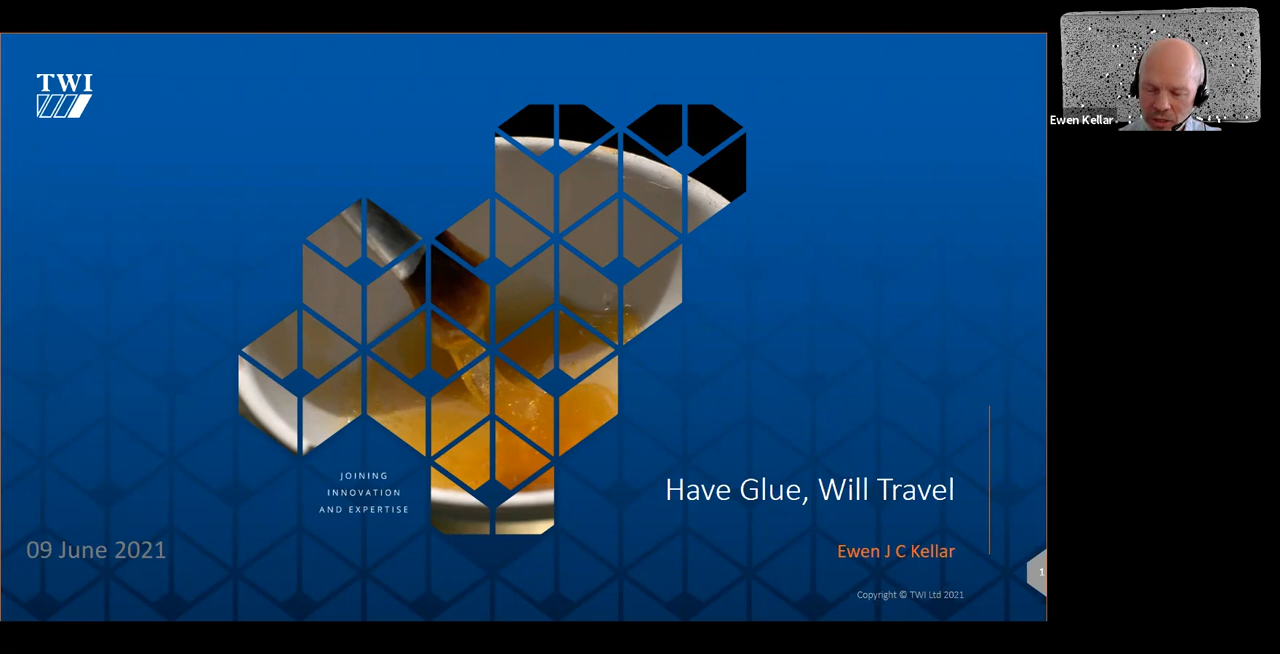 TWI
Ewen Kellar
JOINING
INNOVATION
AND EXPERTISE
Have Glue, Will Travel
09 June 2021
Ewen J C Kellar
1
Copyright © TWI Ltd 2021